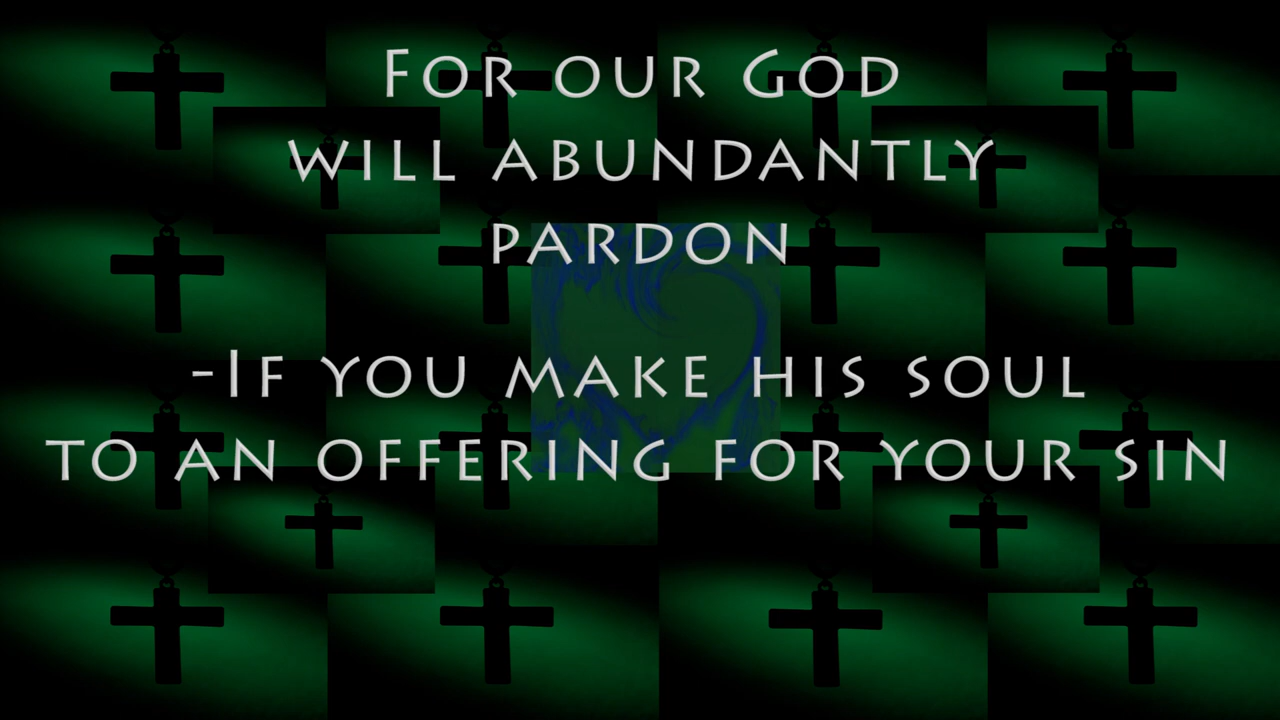 For our God
will abundantly
pardon
-If you make his soul
to an offering for your sin